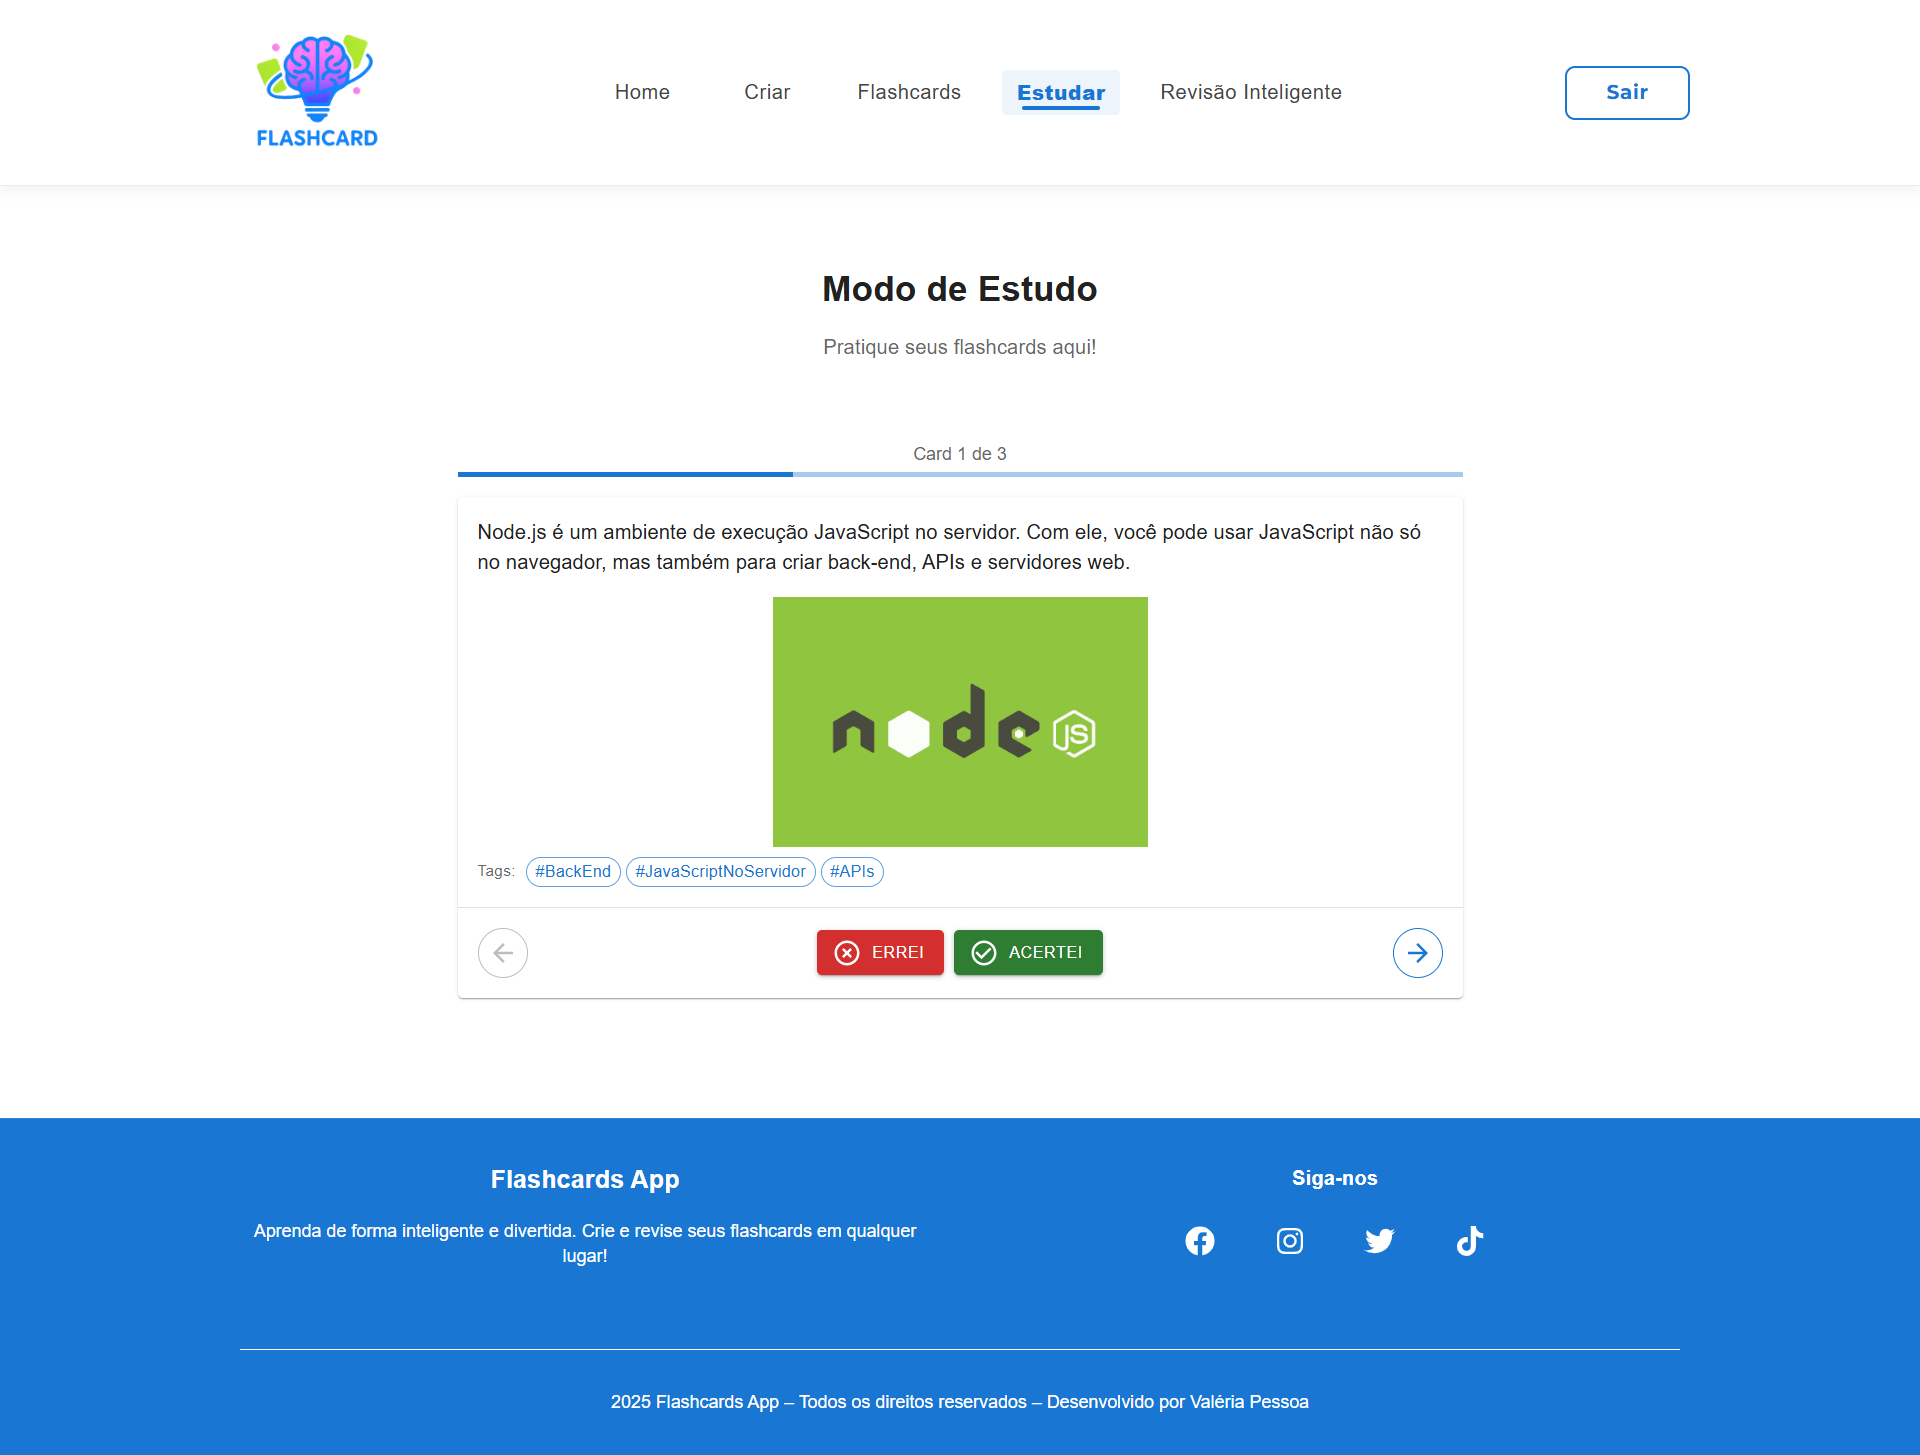 FLASHCARD
Home
Criar
Flashcards
Estudar
Revisão Inteligente
Sair
Modo de Estudo
Pratique seus flashcards aqui!
Card 1 de 3
Node.js é um ambiente de execução JavaScript no servidor. Com ele, você pode usar JavaScript não só
no navegador, mas também para criar back-end, APIs e servidores web.
node JS
Tags: #BackEnd #JavaScriptNoServidor #APIs
ERREI
ACERTEI
Flashcards App
Aprenda de forma inteligente e divertida. Crie e revise seus flashcards em qualquer
lugar!
Siga-nos
2025 Flashcards App – Todos os direitos reservados – Desenvolvido por Valéria Pessoa